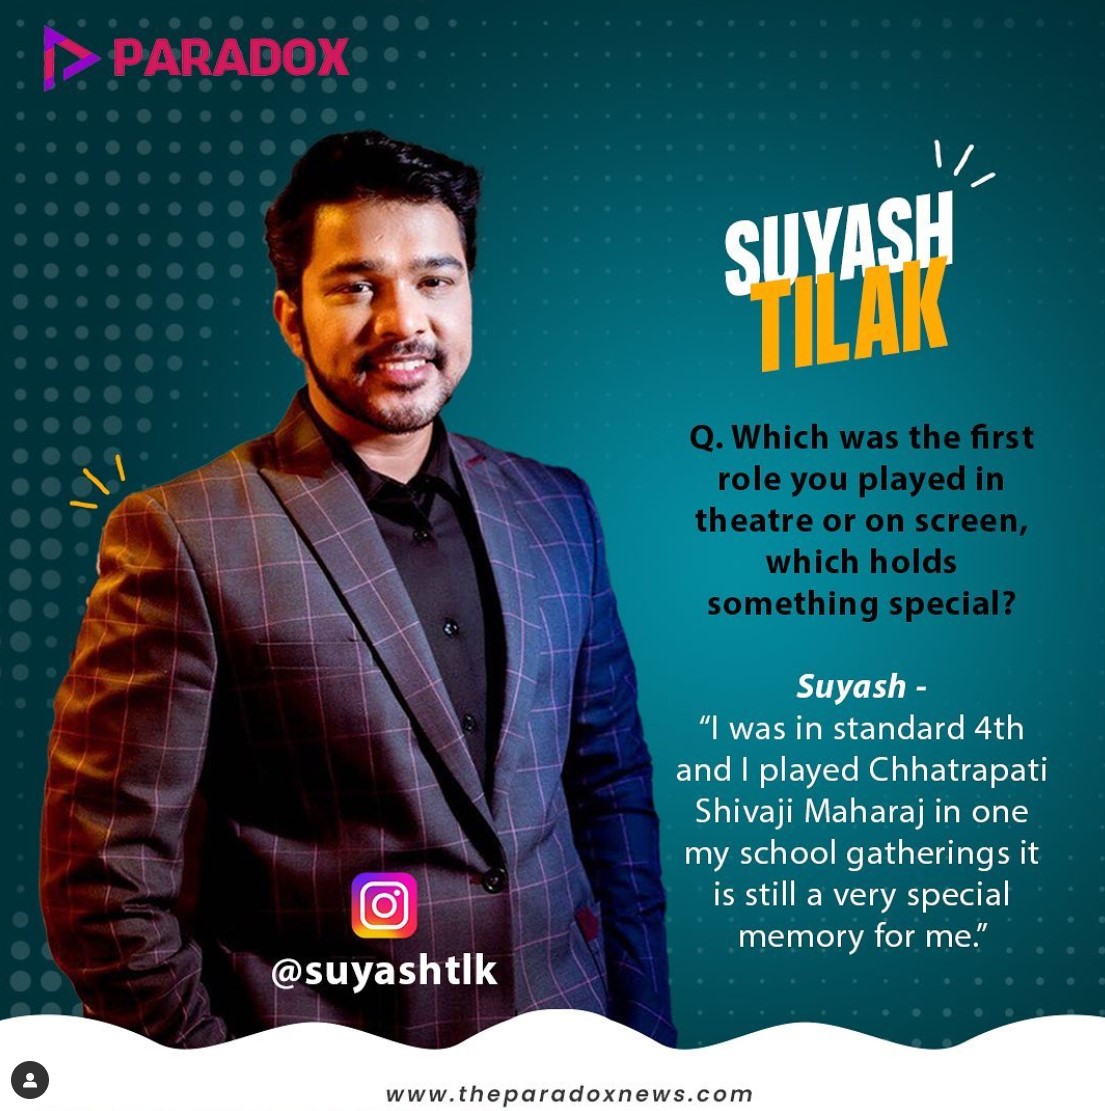 PARADOX
SUYASH
TILAK
Q. Which was the first
role you played in
theatre or on screen,
which holds
something special?
Suyash -
“I was in standard 4th
and I played Chhatrapati
Shivaji Maharaj in one
my school gatherings it
is still a very special
memory for me.”
@suyashtlk
www.theparadoxnews.com